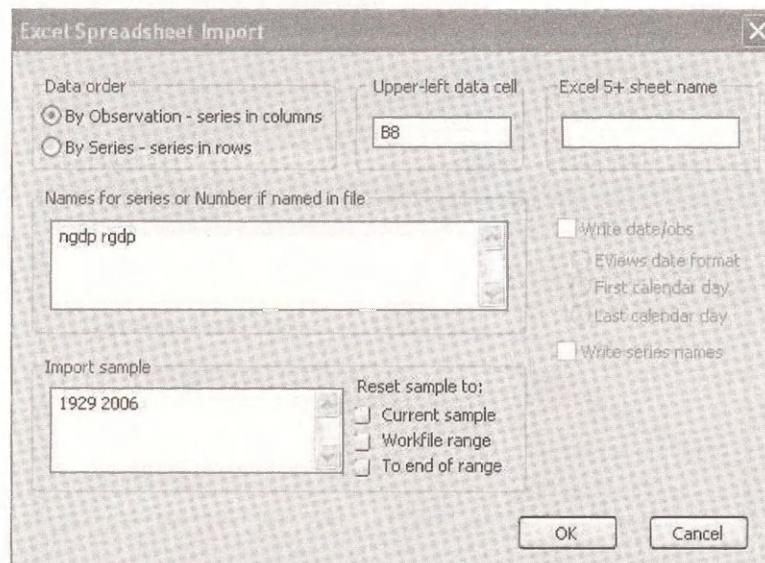 Excel Spreadsheet Import
Data order
By Observation - series in columns
By Series - series in rows
Upper-left data cell
B8
Excel 5+ sheet name
Names for series or Number if named in file
ngdp rgdp
Write date/obs
EViews date format
First calendar day
Last calendar day
Write series names
Import sample
1929 2006
Reset sample to:
Current sample
Workfile range
To end of range
OK
Cancel